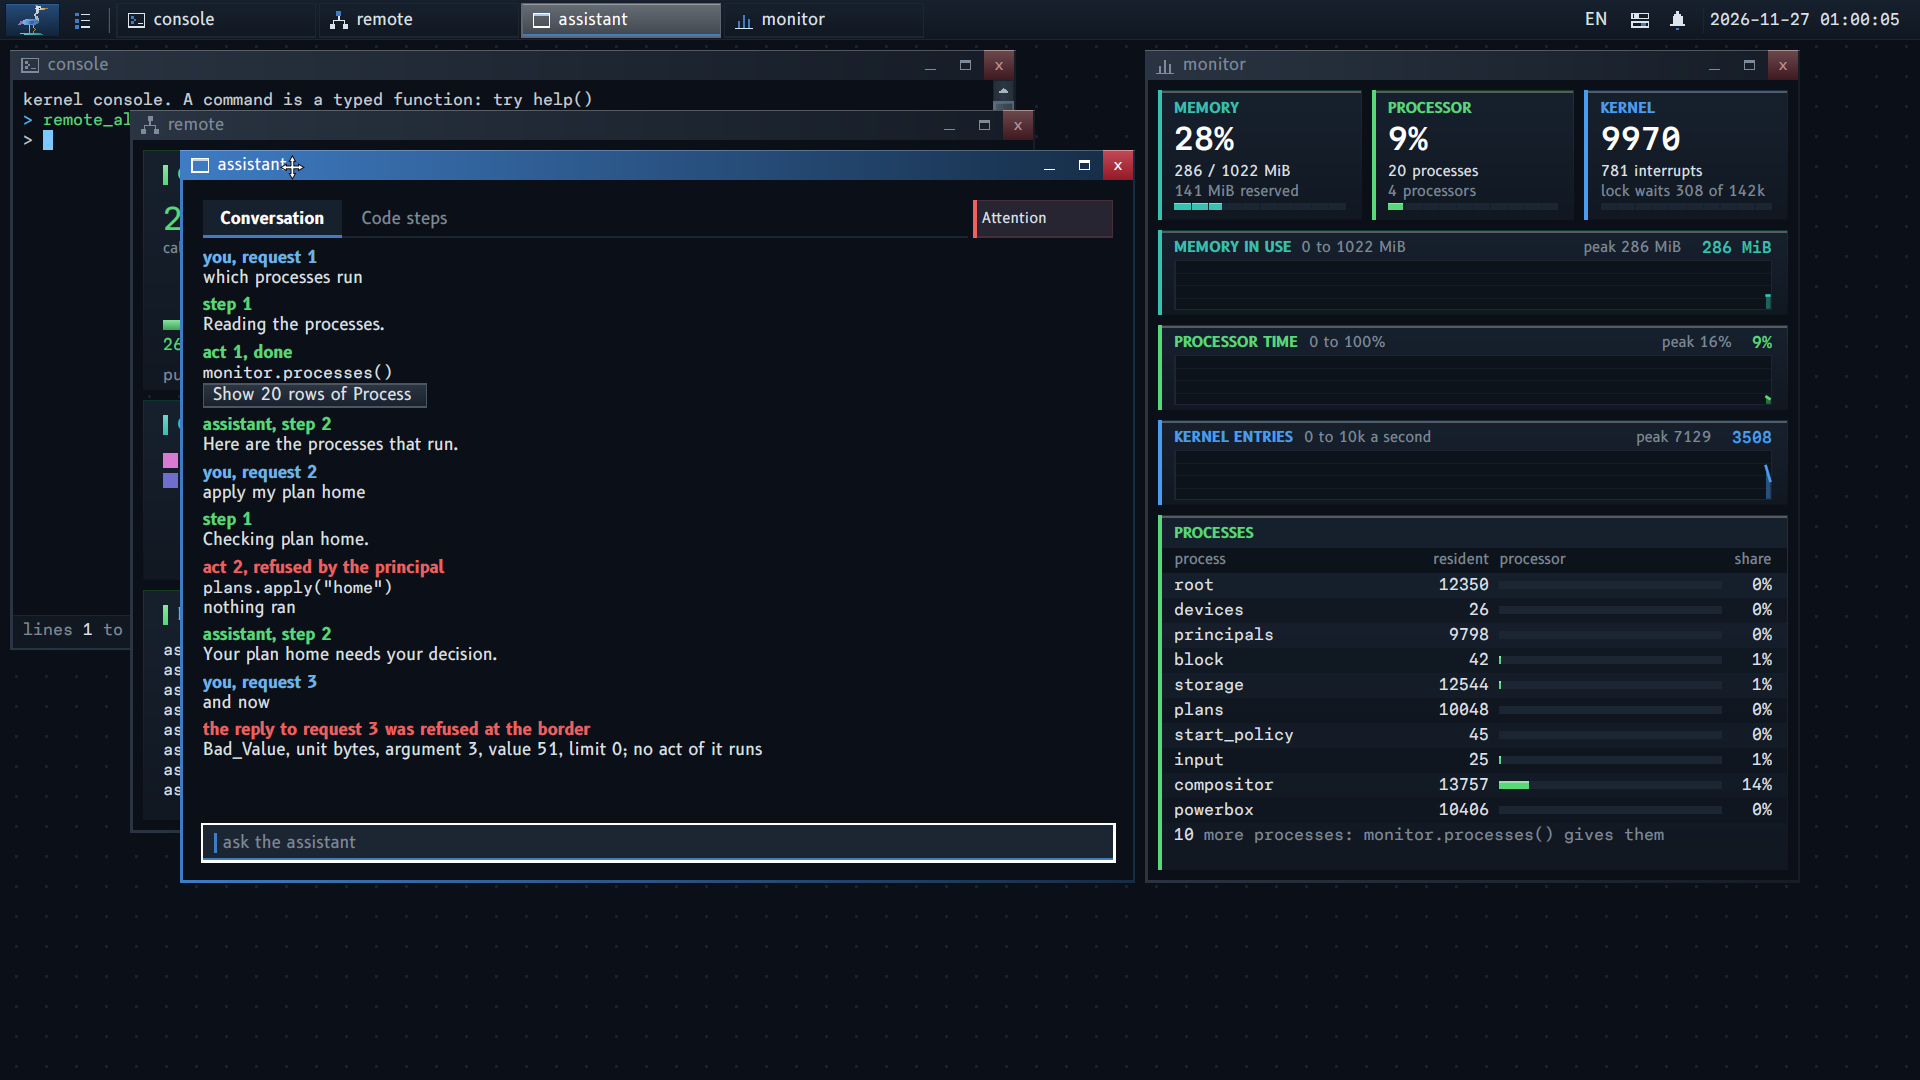 console
remote
assistant
monitor
EN
2026-11-27 01:00:05
console
x
kernel console. A command is a typed function: try help()
> remote_al
>
lines 1 to
remote
x
26
pu
as
as
as
as
as
as
as
as
assistant
x
Conversation
Code steps
Attention
you, request 1
which processes run
step 1
Reading the processes.
act 1, done
monitor.processes()
Show 20 rows of Process
assistant, step 2
Here are the processes that run.
you, request 2
apply my plan home
step 1
Checking plan home.
act 2, refused by the principal
plans.apply("home")
nothing ran
assistant, step 2
Your plan home needs your decision.
you, request 3
and now
the reply to request 3 was refused at the border
Bad_Value, unit bytes, argument 3, value 51, limit 0; no act of it runs
ask the assistant
monitor
x
MEMORY
28%
286 / 1022 MiB
141 MiB reserved
PROCESSOR
9%
20 processes
4 processors
KERNEL
9970
781 interrupts
lock waits 308 of 142k
MEMORY IN USE 0 to 1022 MiB peak 286 MiB 286 MiB
PROCESSOR TIME 0 to 100% peak 16% 9%
KERNEL ENTRIES 0 to 10k a second peak 7129 3508
PROCESSES
process resident processor share
root 12350 0%
devices 26 0%
principals 9798 0%
block 42 1%
storage 12544 1%
plans 10048 0%
start_policy 45 0%
input 25 1%
compositor 13757 14%
powerbox 10406 0%
10 more processes: monitor.processes() gives them